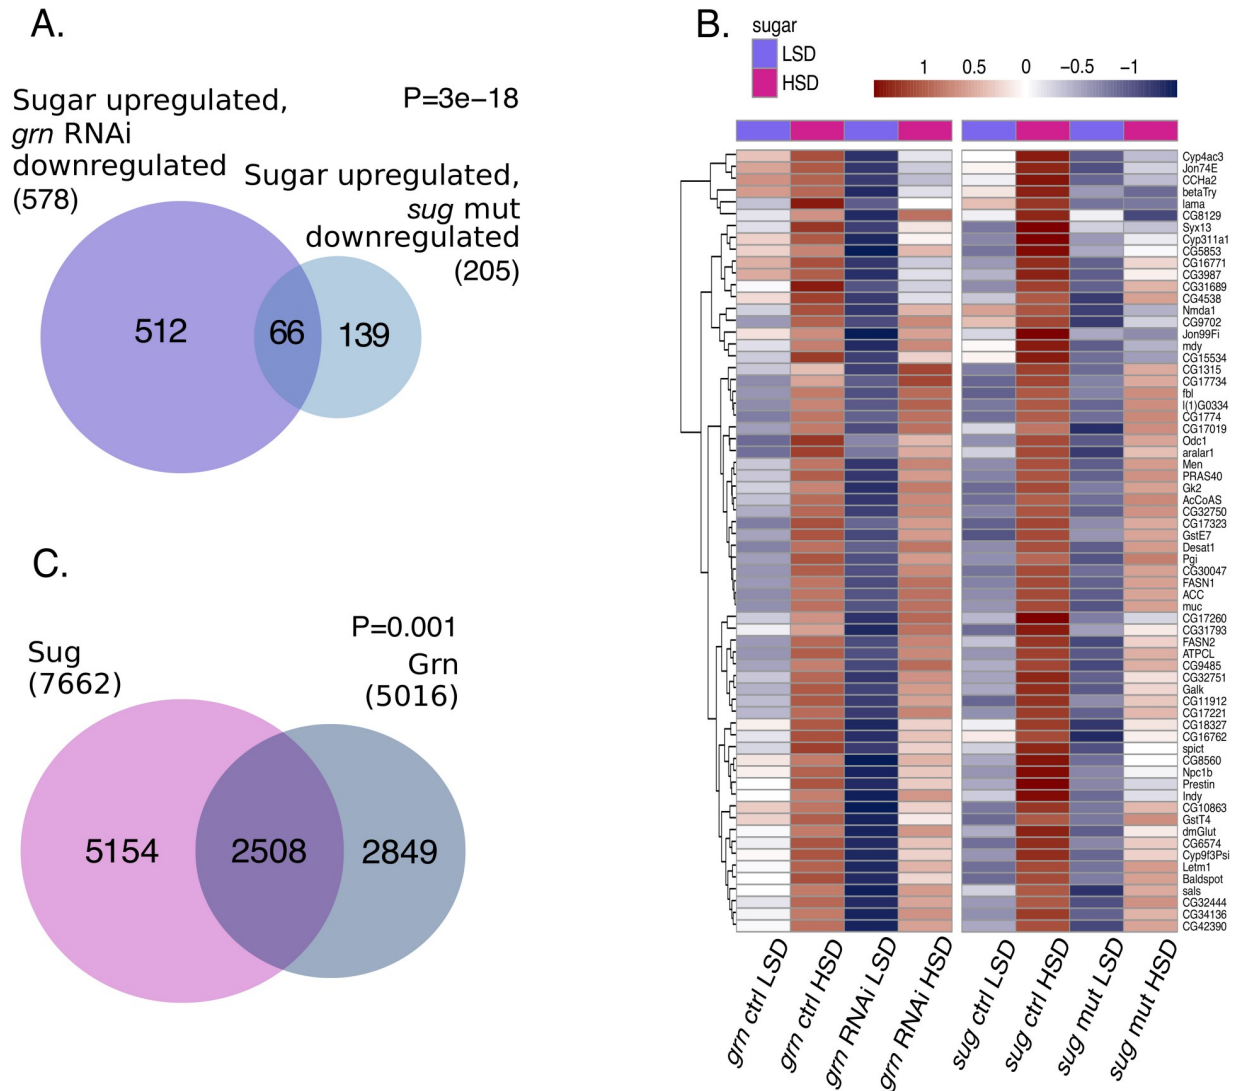 A.
Sugar upregulated,
grn RNAi
downregulated
(578)
P=3e−18
Sugar upregulated,
sug mut
downregulated
(205)
512
66
139
B.
sugar
LSD
HSD
1 0.5 0 −0.5 −1
Cyp4ac3
Jon74E
CCHa2
betaTry
lama
CG8129
Syx13
Cyp311a1
CG5853
CG16771
CG3987
CG31689
CG4538
Nmda1
CG9702
Jon99Fi
mdy
CG15534
CG1315
CG17734
fbl
l(1)G0334
CG1774
CG17019
Odc1
aralar1
Men
PRAS40
Gk2
AcCoAS
CG32750
CG17323
GstE7
Desat1
Pgi
CG30047
FASN1
ACC
muc
CG17260
CG31793
FASN2
ATPCL
CG9485
CG32751
Galk
CG11912
CG17221
CG18327
CG16762
spict
CG8560
Npc1b
Prestin
Indy
CG10863
GstT4
dmGlut
CG6574
Cyp9f3Psi
Letm1
Baldspot
sals
CG32444
CG34136
CG42390
grn ctrl LSD
grn ctrl HSD
grn RNAi LSD
grn RNAi HSD
sug ctrl LSD
sug ctrl HSD
sug mut LSD
sug mut HSD
C.
Sug
(7662)
P=0.001
Grn
(5016)
5154
2508
2849